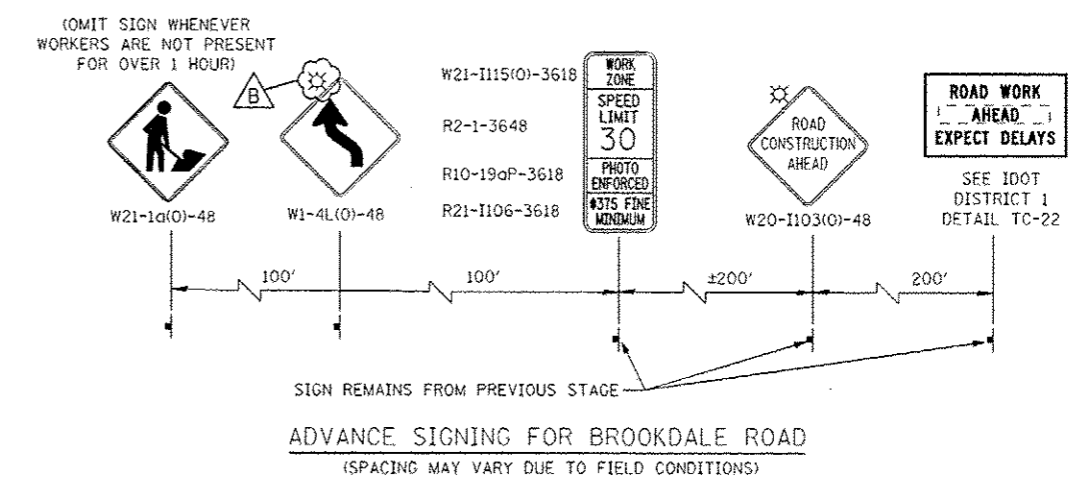 (OMIT SIGN WHENEVER
WORKERS ARE NOT PRESENT
FOR OVER 1 HOUR)
B
W21-1a(O)-48
W1-4L(O)-48
W21-I115(O)-3618
R2-1-3648
R10-19aP-3618
R21-I106-3618
WORK
ZONE
SPEED
LIMIT
30
PHOTO
ENFORCED
$375 FINE
MINIMUM
ROAD
CONSTRUCTION
AHEAD
W20-I103(O)-48
ROAD WORK
AHEAD
EXPECT DELAYS
SEE IDOT
DISTRICT 1
DETAIL TC-22
100'
100'
±200'
200'
SIGN REMAINS FROM PREVIOUS STAGE
ADVANCE SIGNING FOR BROOKDALE ROAD
(SPACING MAY VARY DUE TO FIELD CONDITIONS)